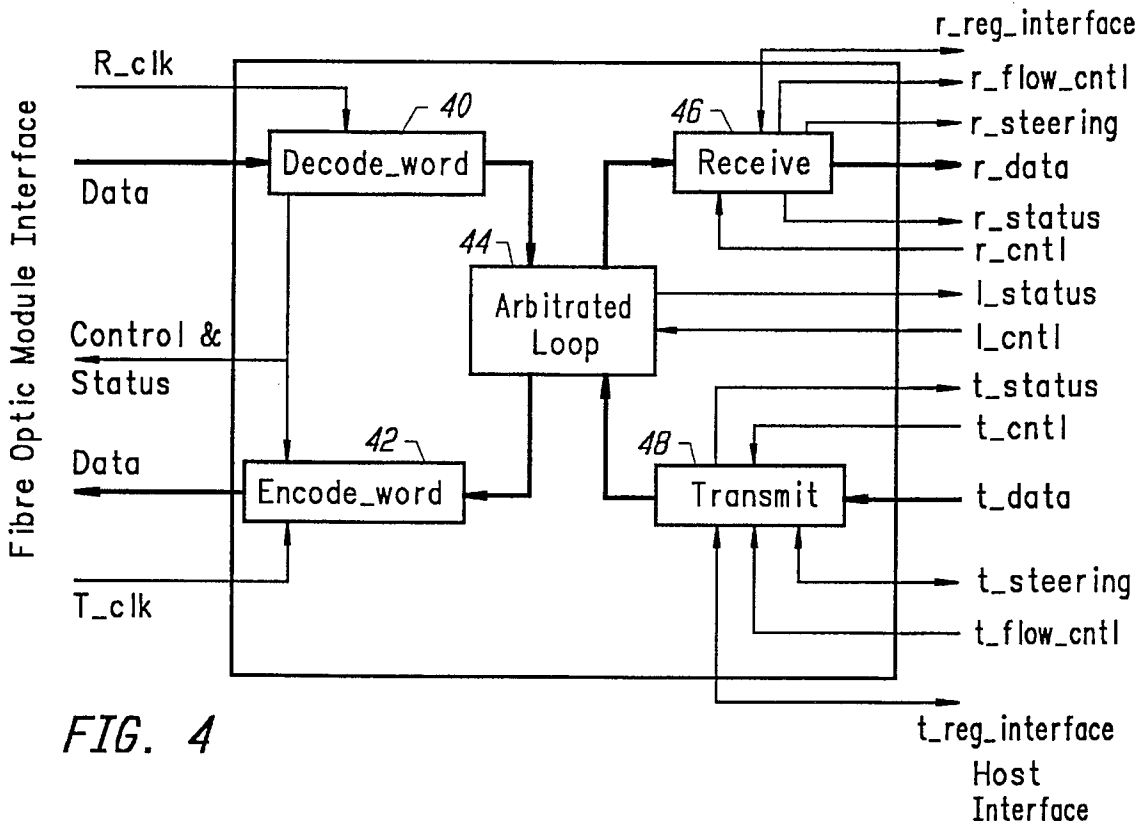 Fibre Optic Module Interface
R_clk
Data
Control &
Status
Data
T_clk
40
Decode_word
44
Arbitrated
Loop
42
Encode_word
46
Receive
48
Transmit
r_reg_interface
r_flow_cntl
r_steering
r_data
r_status
r_cntl
l_status
l_cntl
t_status
t_cntl
t_data
t_steering
t_flow_cntl
t_reg_interface
Host
Interface
FIG. 4